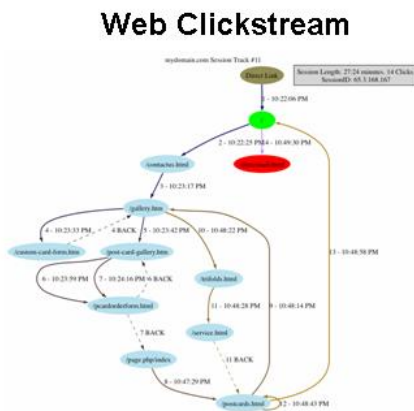 Web Clickstream
mydomain.com Session Track #11
Direct Link
Session Length: 27:24 minutes, 14 Clicks
SessionID: 65.3.168.167
1 - 10:22:06 PM
/
2 - 10:22:25 PM
4 - 10:49:30 PM
/contactus.html
3 - 10:23:17 PM
/gallery.htm
4 - 10:23:33 PM
4 BACK
5 - 10:23:42 PM
10 - 10:48:22 PM
/custom-card-form.htm
/post-card-gallery.htm
13 - 10:48:50 PM
6 - 10:23:59 PM
7 - 10:24:16 PM
6 BACK
/trifolds.html
/pcardorderform.html
11 - 10:48:28 PM
9 - 10:48:14 PM
7 BACK
/service.html
/page.php/index
11 BACK
8 - 10:47:29 PM
/postcards.html
12 - 10:48:43 PM